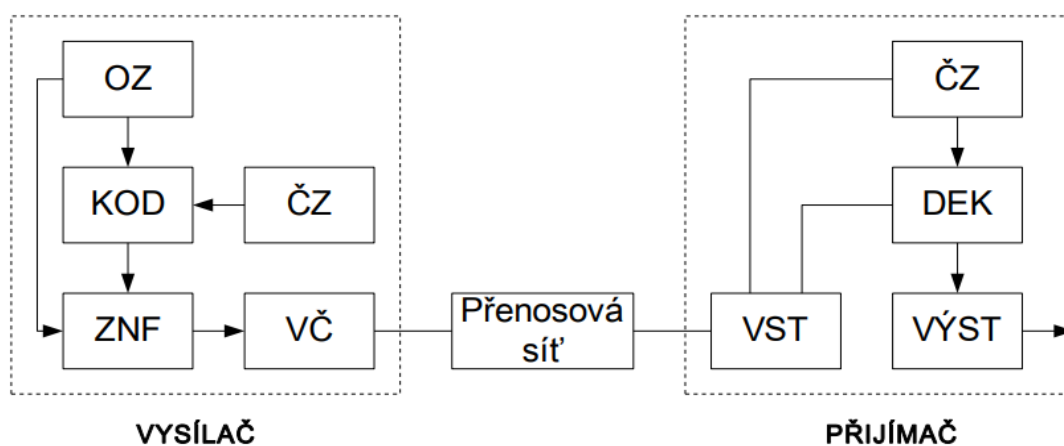 OZ
KOD
ČZ
ZNF
VČ
Přenosová
síť
ČZ
DEK
VST
VÝST
VYSÍLAČ
PŘIJÍMAČ